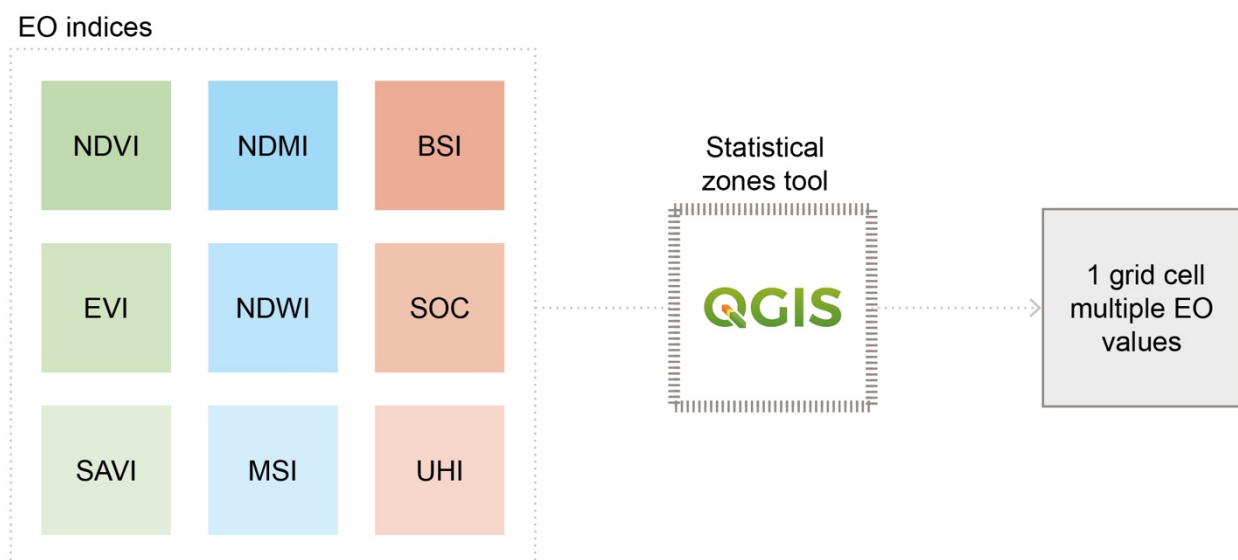 EO indices
NDVI
NDMI
BSI
EVI
NDWI
SOC
SAVI
MSI
UHI
Statistical
zones tool
QGIS
1 grid cell
multiple EO
values